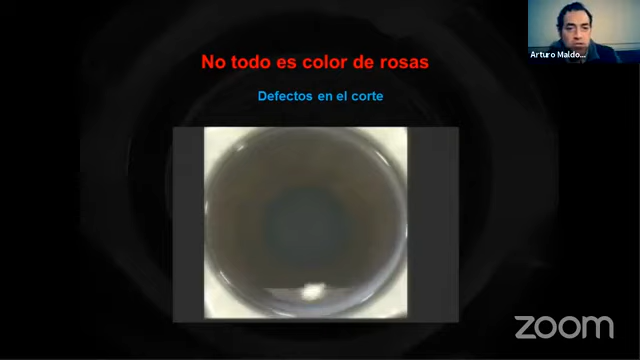 No todo es color de rosas
Defectos en el corte
Arturo Maldo...
zoom